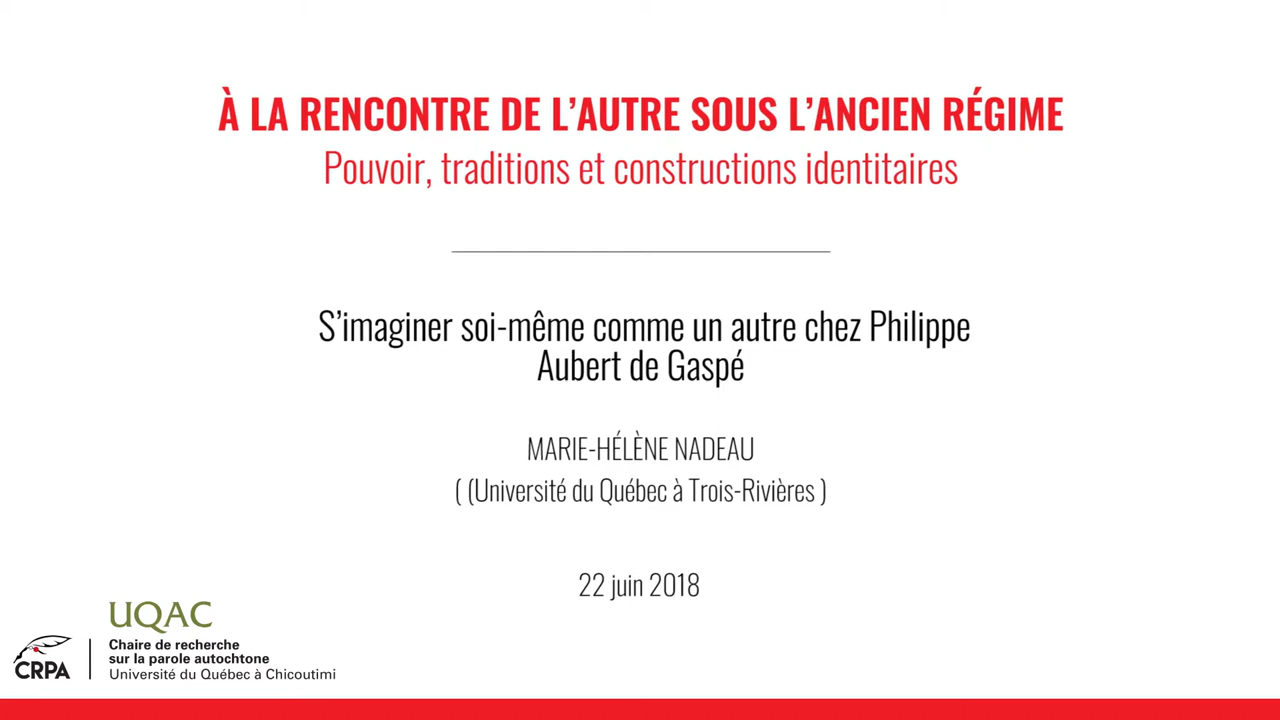 À LA RENCONTRE DE L’AUTRE SOUS L’ANCIEN RÉGIME
Pouvoir, traditions et constructions identitaires
S’imaginer soi-même comme un autre chez Philippe
Aubert de Gaspé
MARIE-HÉLÈNE NADEAU
( (Université du Québec à Trois-Rivières )
22 juin 2018
UQAC
CRPA
Chaire de recherche
sur la parole autochtone
Université du Québec à Chicoutimi